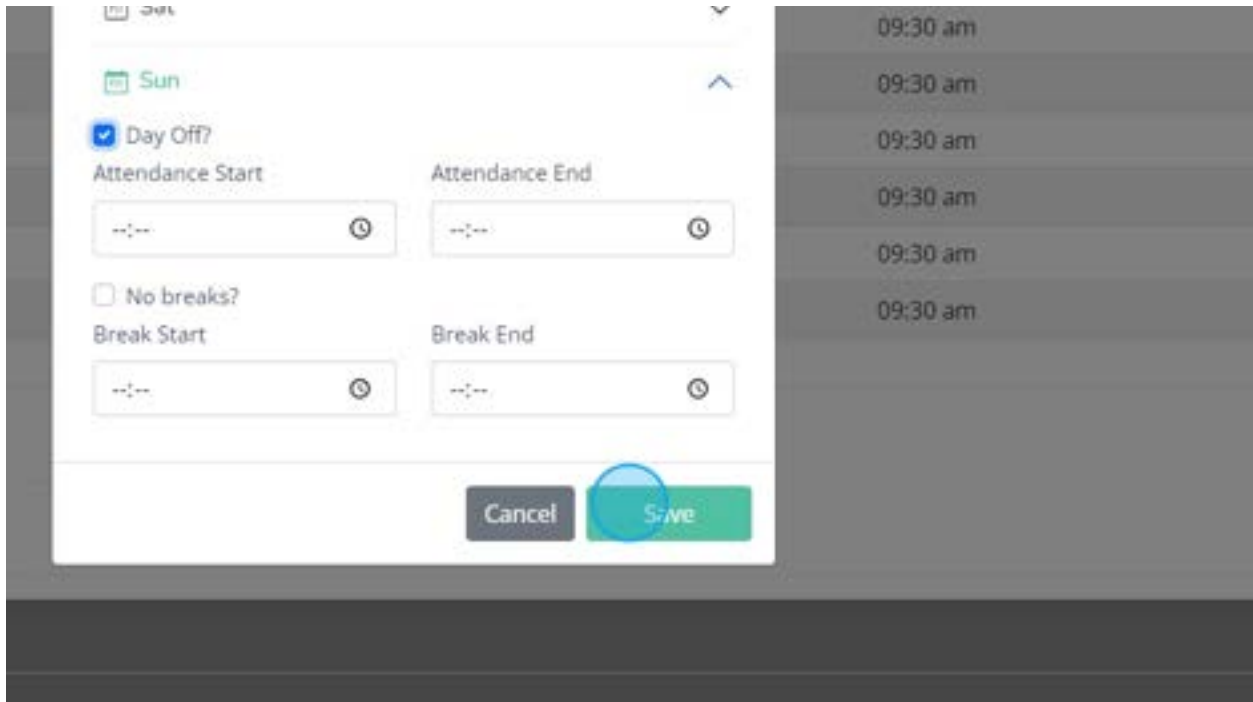 Sat
09:30 am
Sun
09:30 am
Day Off?
09:30 am
Attendance Start Attendance End
09:30 am
--:-- --:--
09:30 am
No breaks?
09:30 am
Break Start Break End
--:-- --:--
Cancel Save